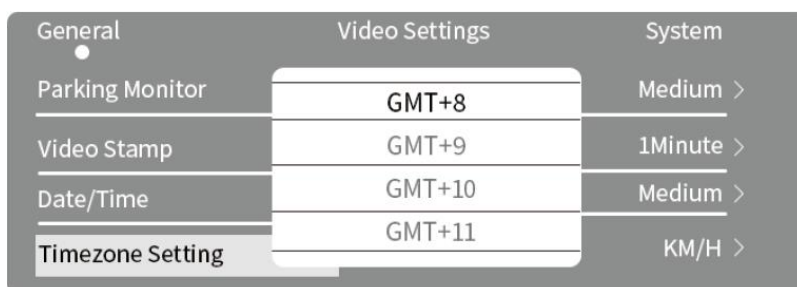 General Video Settings System
Parking Monitor Medium >
GMT+8
Video Stamp GMT+9 1Minute >
Date/Time GMT+10 Medium >
GMT+11
Timezone Setting KM/H >